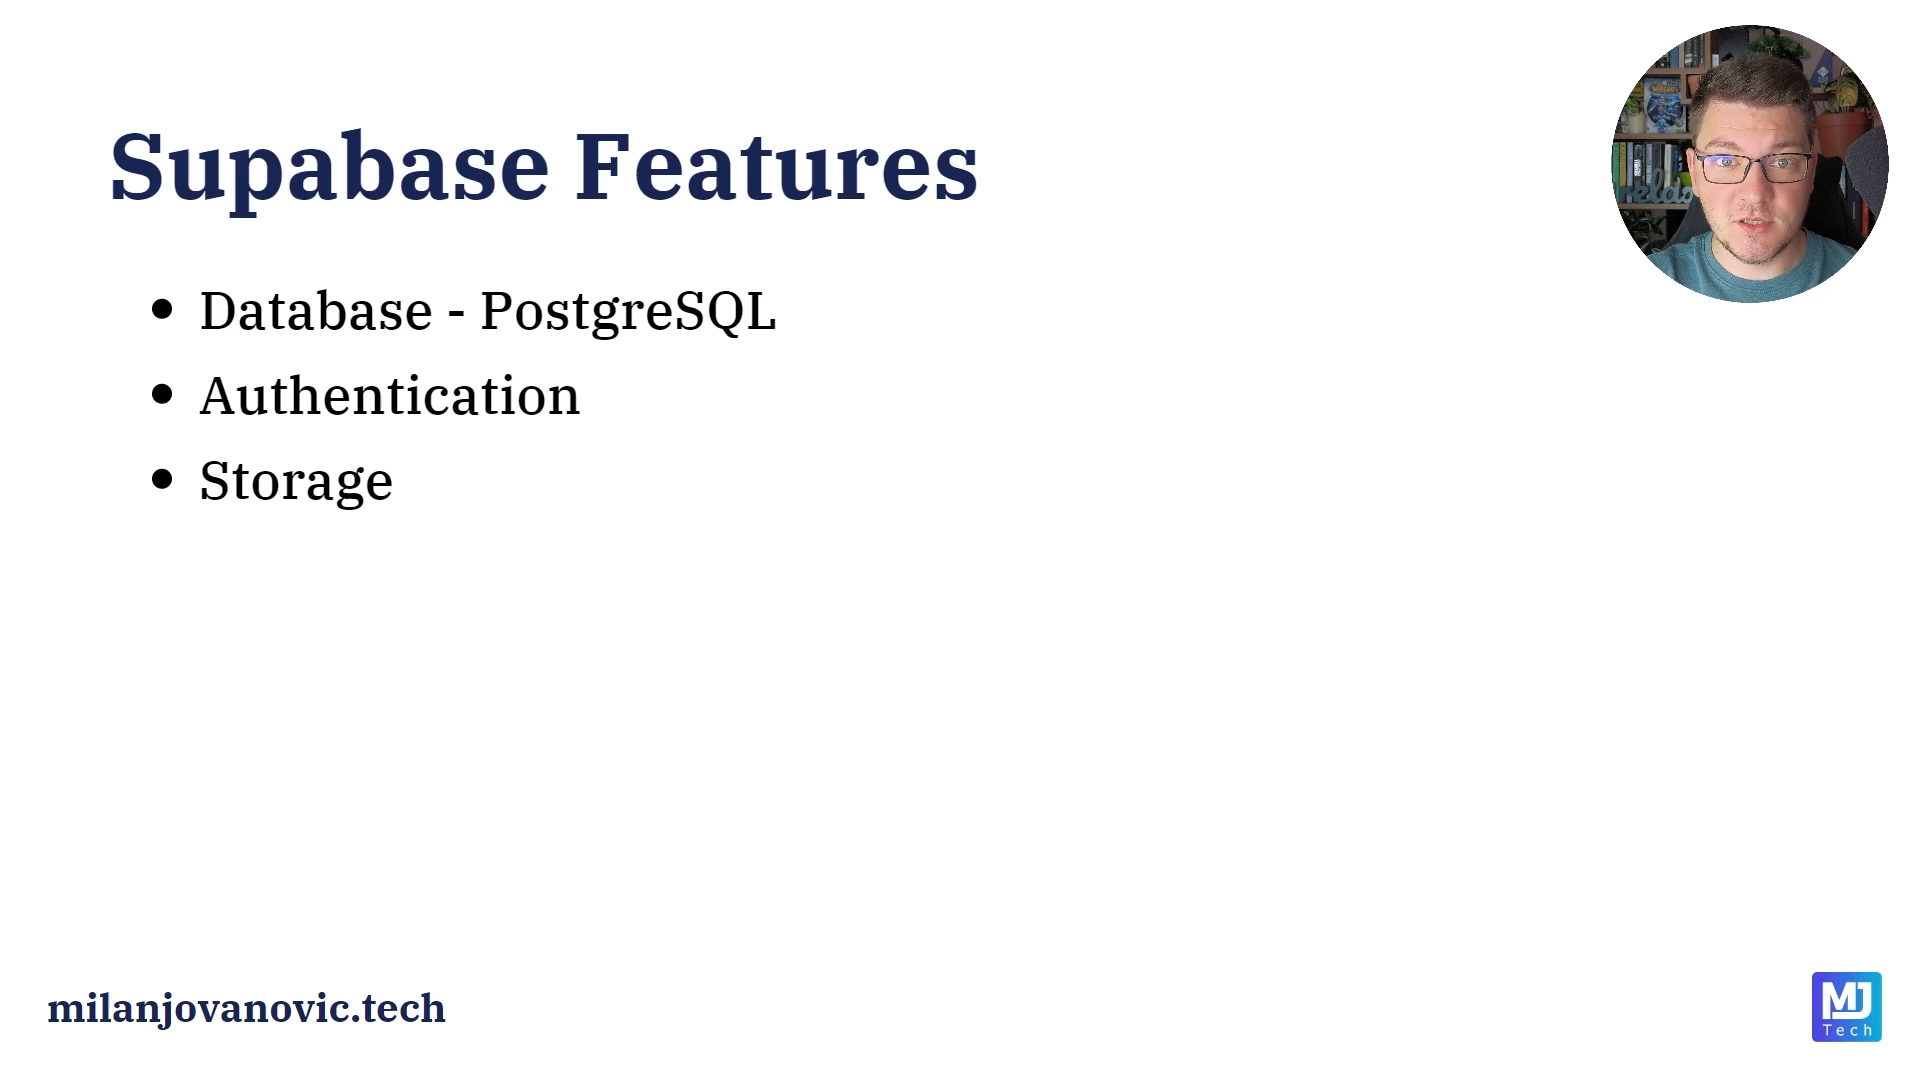 Supabase Features
Database - PostgreSQL
Authentication
Storage
milanjovanovic.tech
MJ
Tech